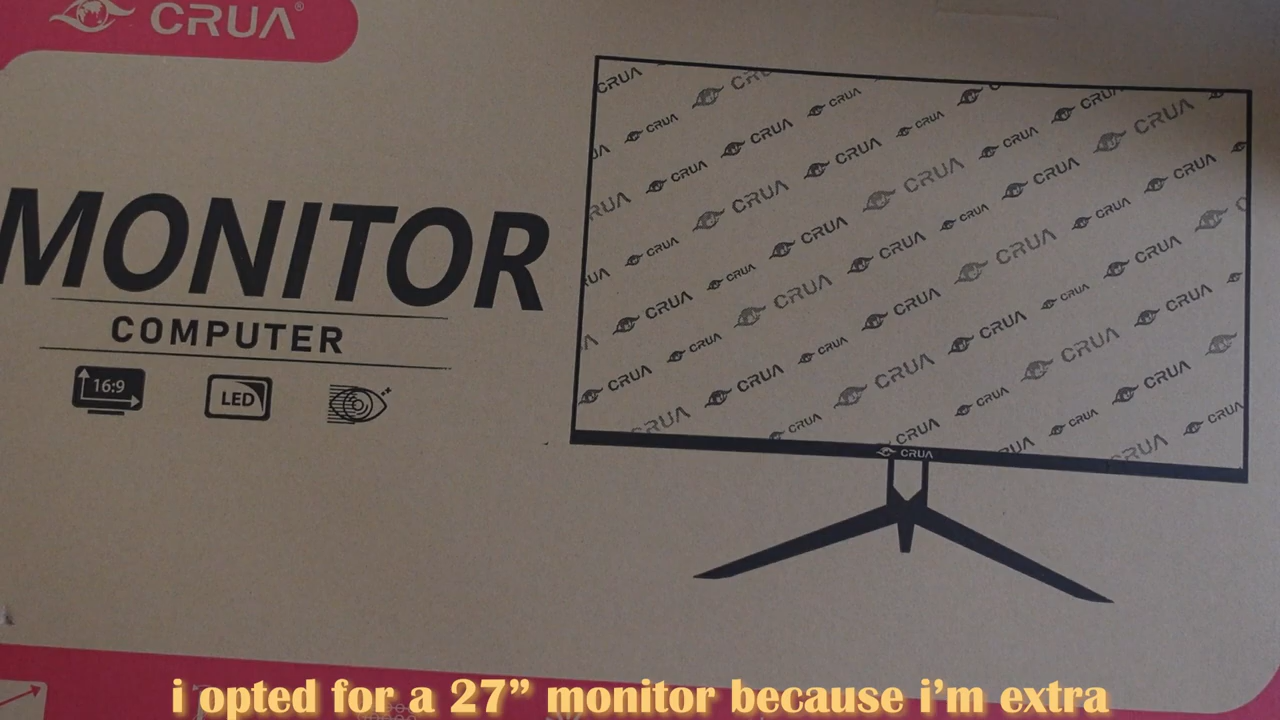 CRUA®
MONITOR
COMPUTER
16:9
LED
CRUA
i opted for a 27” monitor because i’m extra